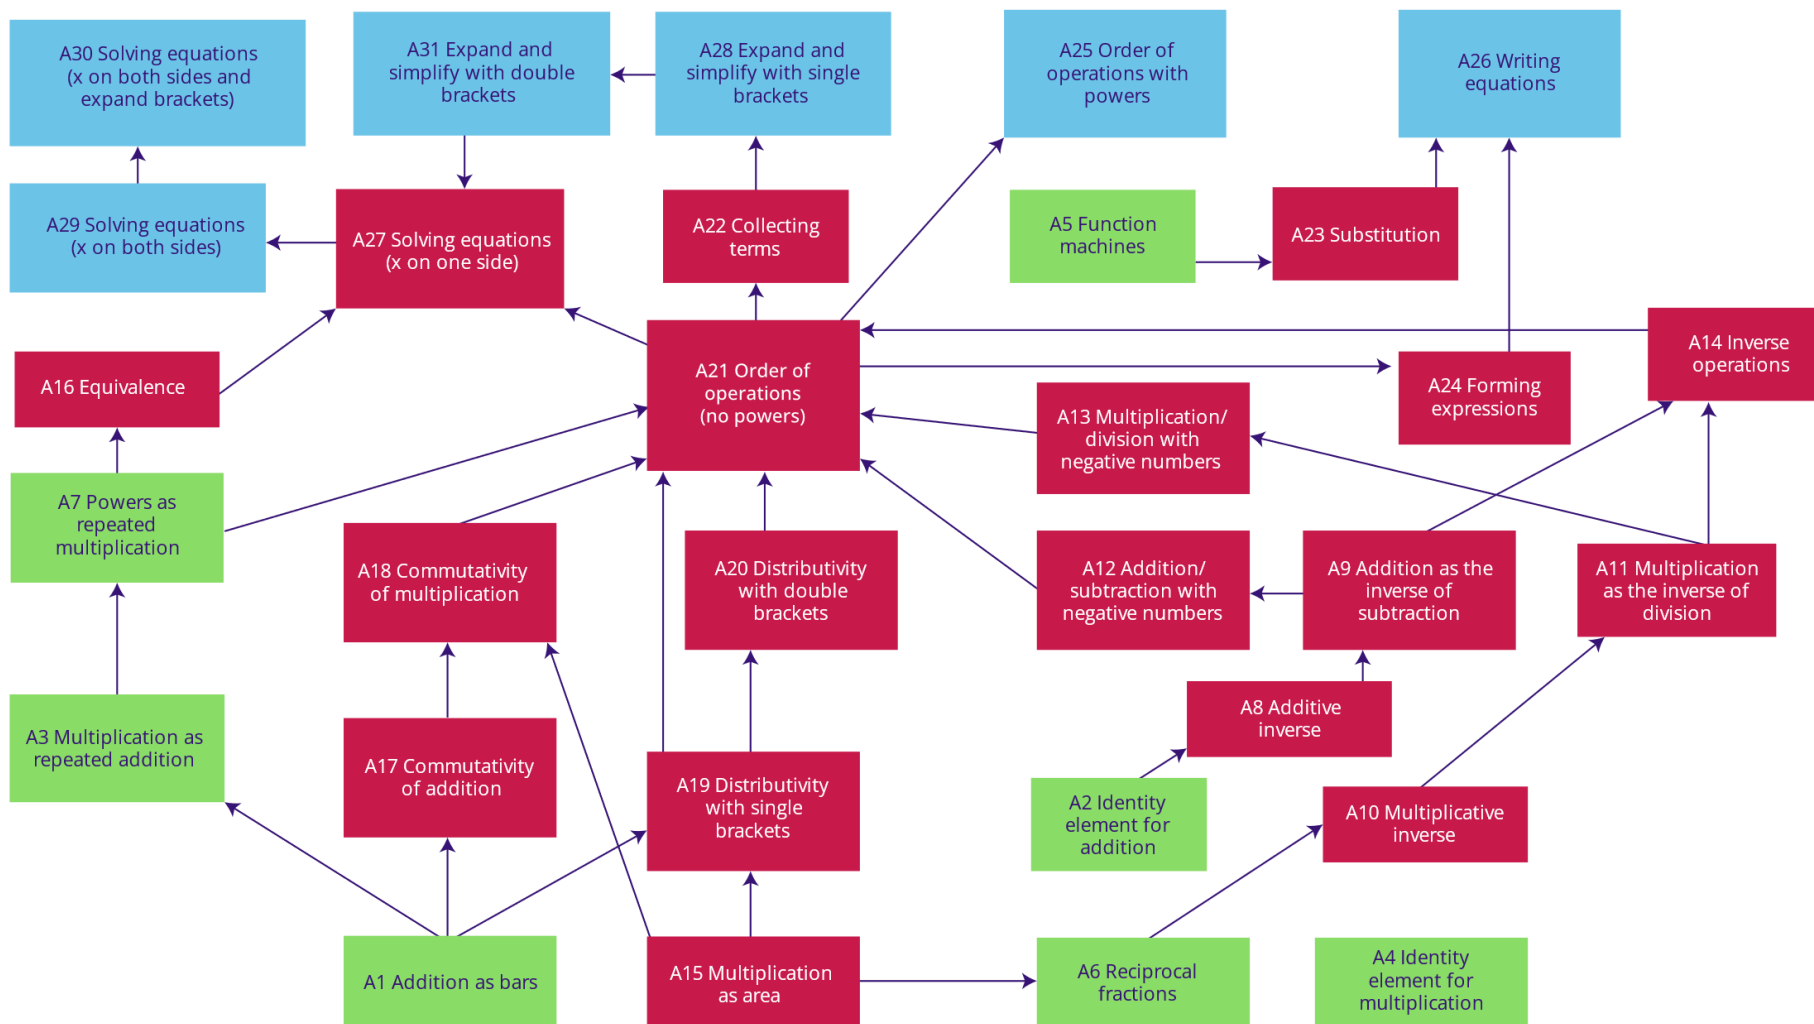 A30 Solving equations
(x on both sides and
expand brackets)
A31 Expand and
simplify with double
brackets
A28 Expand and
simplify with single
brackets
A25 Order of
operations with
powers
A26 Writing
equations
A29 Solving equations
(x on both sides)
A27 Solving equations
(x on one side)
A22 Collecting
terms
A5 Function
machines
A23 Substitution
A16 Equivalence
A21 Order of
operations
(no powers)
A14 Inverse
operations
A24 Forming
expressions
A13 Multiplication/
division with
negative numbers
A7 Powers as
repeated
multiplication
A18 Commutativity
of multiplication
A20 Distributivity
with double
brackets
A12 Addition/
subtraction with
negative numbers
A9 Addition as the
inverse of
subtraction
A11 Multiplication
as the inverse of
division
A3 Multiplication as
repeated addition
A17 Commutativity
of addition
A19 Distributivity
with single
brackets
A8 Additive
inverse
A2 Identity
element for
addition
A10 Multiplicative
inverse
A1 Addition as bars
A15 Multiplication
as area
A6 Reciprocal
fractions
A4 Identity
element for
multiplication